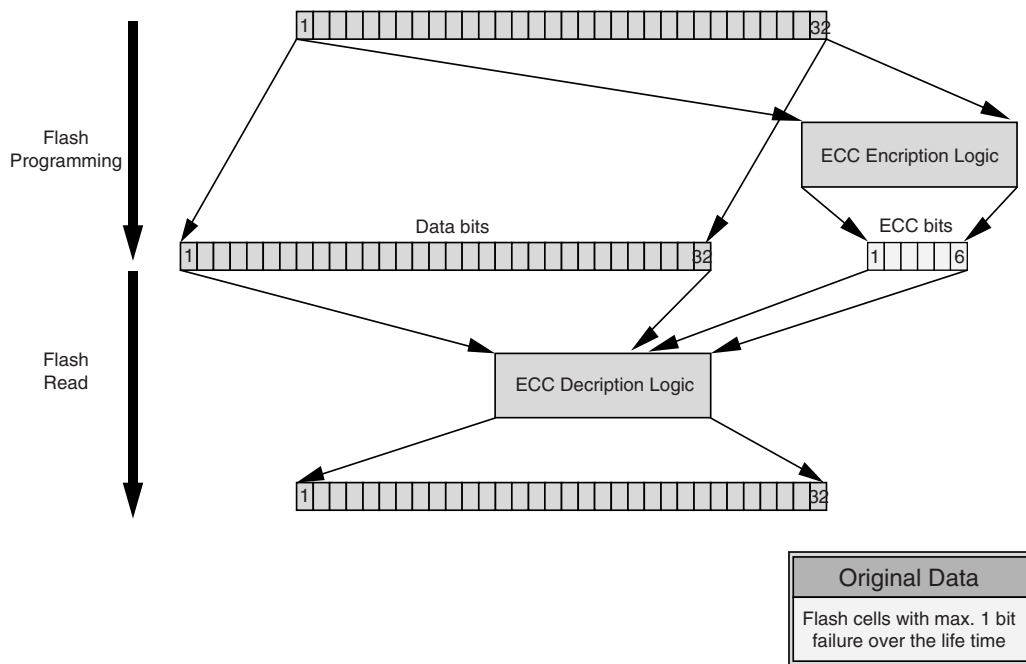 1 32
Flash
Programming
ECC Encription Logic
Data bits
ECC bits
1 32
1 6
Flash
Read
ECC Decription Logic
1 32
Original Data
Flash cells with max. 1 bit
failure over the life time